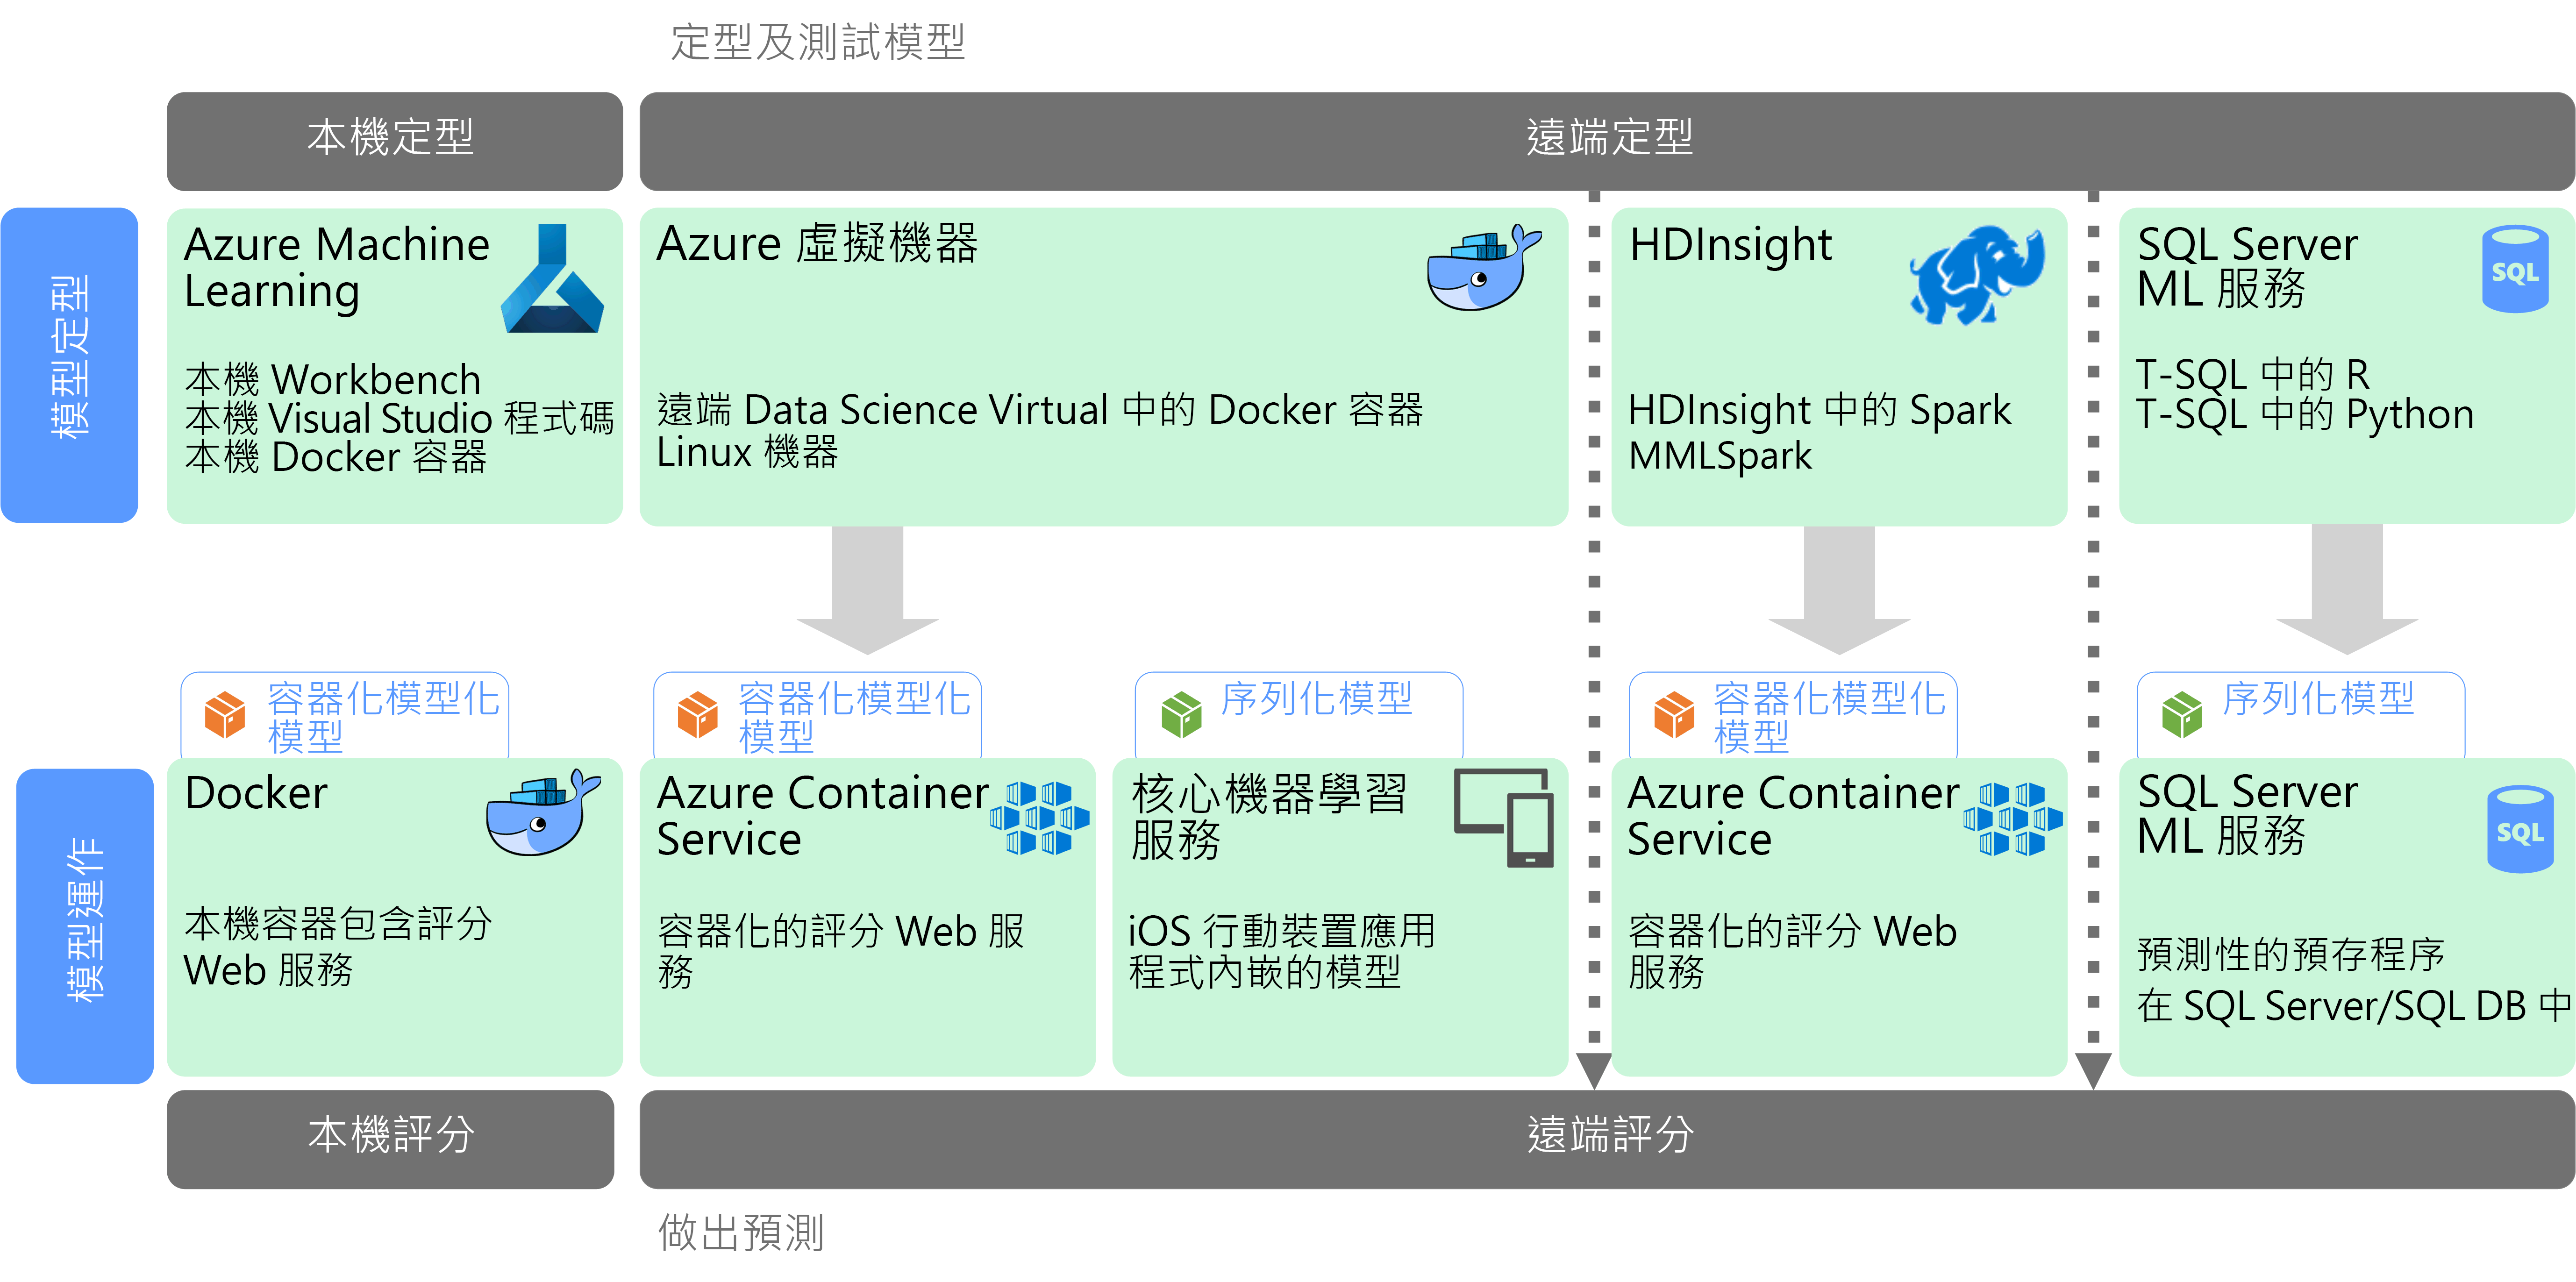 定型及測試模型
本機定型
遠端定型
模型定型
Azure Machine
Learning
本機 Workbench
本機 Visual Studio 程式碼
本機 Docker 容器
Azure 虛擬機器
遠端 Data Science Virtual 中的 Docker 容器
Linux 機器
HDInsight
HDInsight 中的 Spark
MMLSpark
SQL Server
ML 服務
SQL
T-SQL 中的 R
T-SQL 中的 Python
模型運作
容器化模型化
模型
Docker
本機容器包含評分
Web 服務
容器化模型化
模型
Azure Container
Service
容器化的評分 Web 服
務
序列化模型
核心機器學習
服務
iOS 行動裝置應用
程式內嵌的模型
容器化模型化
模型
Azure Container
Service
容器化的評分 Web
服務
序列化模型
SQL Server
ML 服務
SQL
預測性的預存程序
在 SQL Server/SQL DB 中
本機評分
遠端評分
做出預測